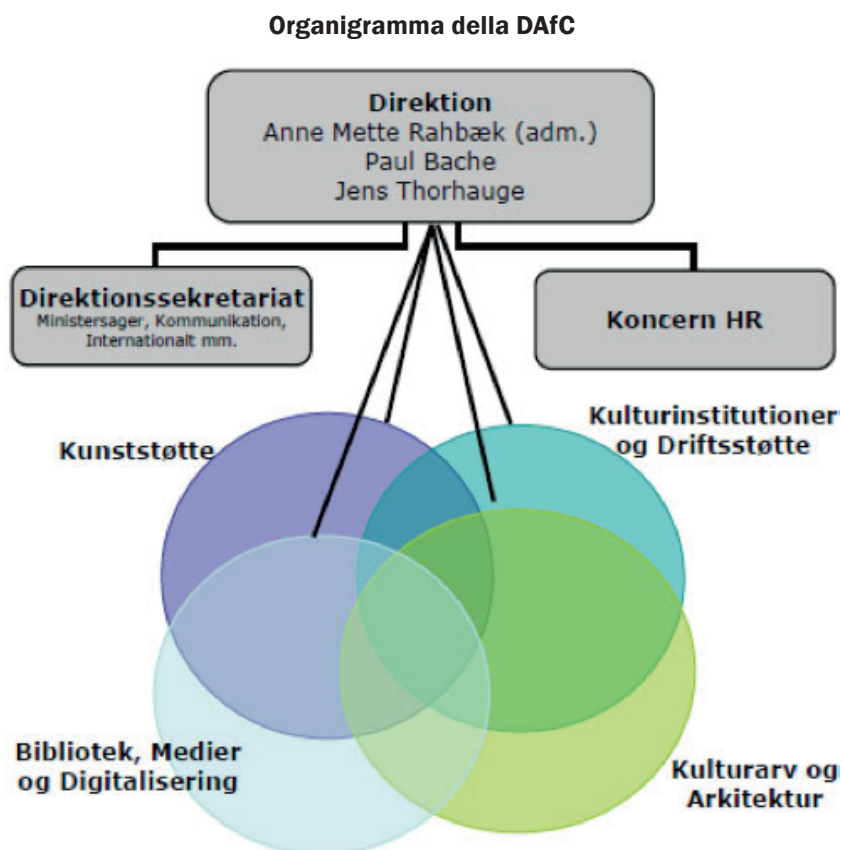 Organigramma della DAfC
Direktion
Anne Mette Rahbæk (adm.)
Paul Bache
Jens Thorhauge
Direktionssekretariat
Ministersager, Kommunikation,
Internationalt mm.
Koncern HR
Kunststøtte
Kulturinstitutioner
og Driftsstøtte
Bibliotek, Medier
og Digitalisering
Kulturarv og
Arkitektur